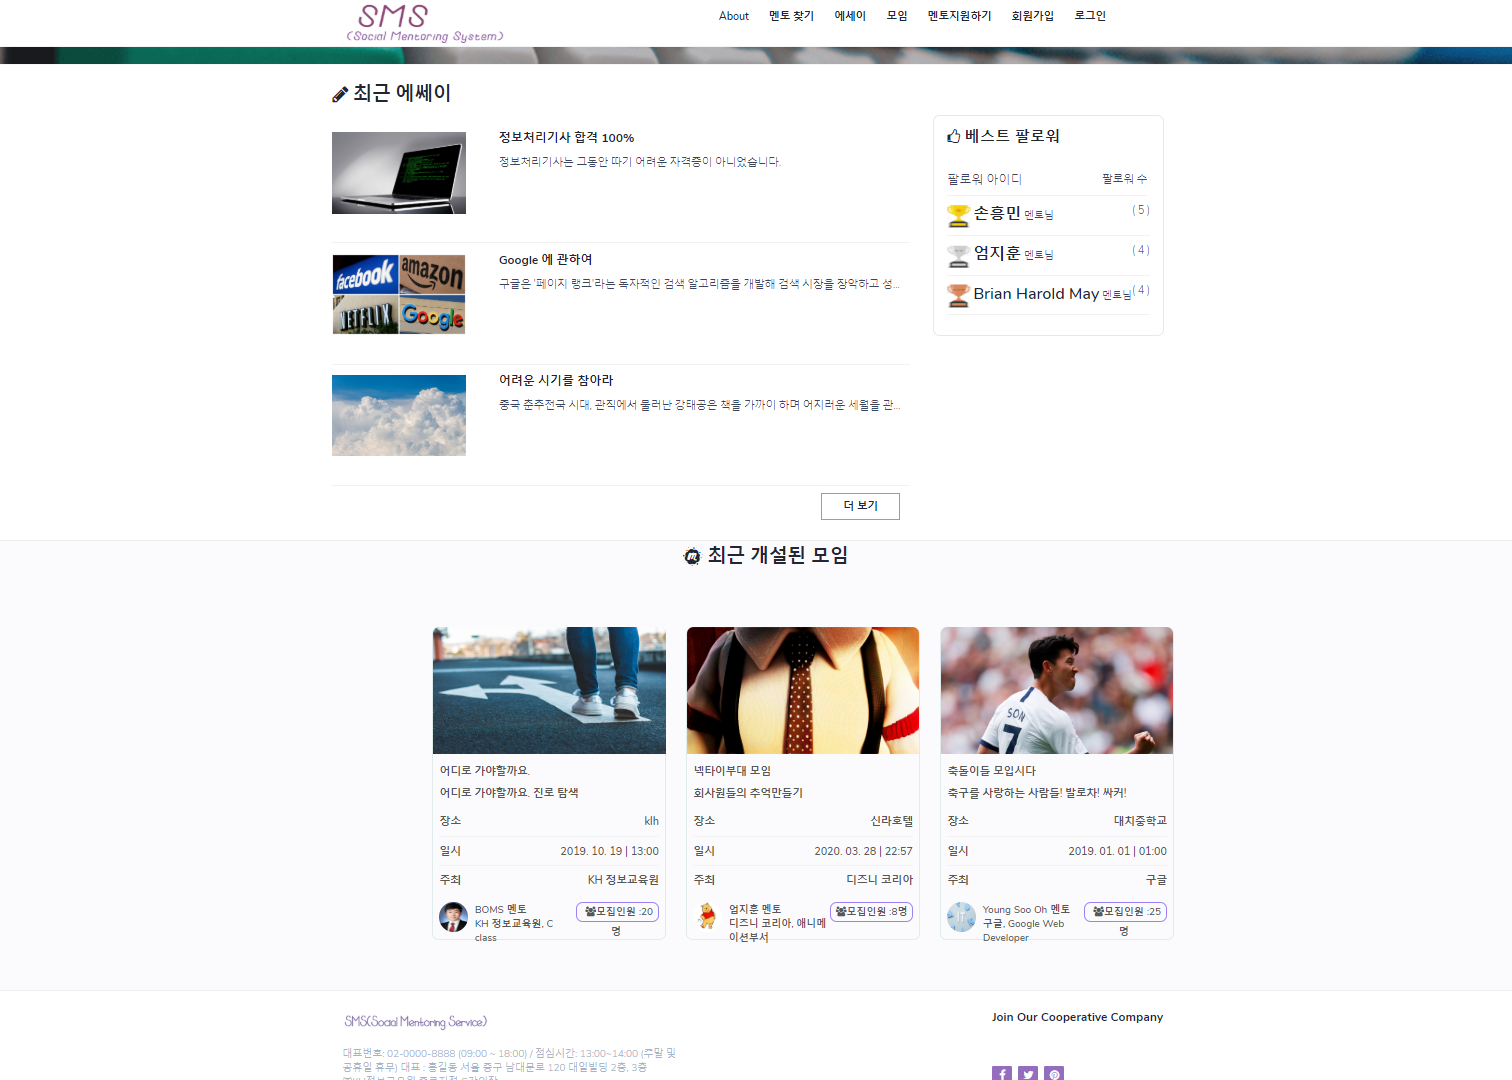 SMS
(Social Mentoring System)
About 멘토 찾기 에세이 모임 멘토지원하기 회원가입 로그인
최근 에쎄이
정보처리기사 합격 100%
정보처리기사는 그동안 따기 어려운 자격증이 아니었습니다.
facebook
amazon
NETFLIX
Google
Google 에 관하여
구글은 '페이지 랭크'라는 독자적인 검색 알고리즘을 개발해 검색 시장을 장악하고 성...
어려운 시기를 참아라
중국 춘추전국 시대, 관직에서 물러난 강태공은 책을 가까이 하며 어지러운 세월을 관...
더 보기
베스트 팔로워
팔로워 아이디 팔로워 수
손흥민 멘토님 ( 5 )
엄지훈 멘토님 ( 4 )
Brian Harold May 멘토님 ( 4 )
최근 개설된 모임
어디로 가야할까요.
어디로 가야할까요. 진로 탐색
장소 klh
일시 2019. 10. 19 | 13:00
주최 KH 정보교육원
BOMS 멘토
KH 정보교육원, C
class
모집인원 :20
명
넥타이부대 모임
회사원들의 추억만들기
장소 신라호텔
일시 2020. 03. 28 | 22:57
주최 디즈니 코리아
엄지훈 멘토
디즈니 코리아, 애니메
이션부서
모집인원 :8명
SON
7
축돌이들 모입시다
축구를 사랑하는 사람들! 발로차! 싸커!
장소 대치중학교
일시 2019. 01. 01 | 01:00
주최 구글
IT
Young Soo Oh 멘토
구글, Google Web
Developer
모집인원 :25
명
SMS(Social Mentoring Service)
대표번호: 02-0000-8888 (09:00 ~ 18:00) / 점심시간: 13:00~14:00 (주말 및
공휴일 휴무) 대표 : 홍길동 서울 중구 남대문로 120 대일빌딩 2층, 3층
Join Our Cooperative Company